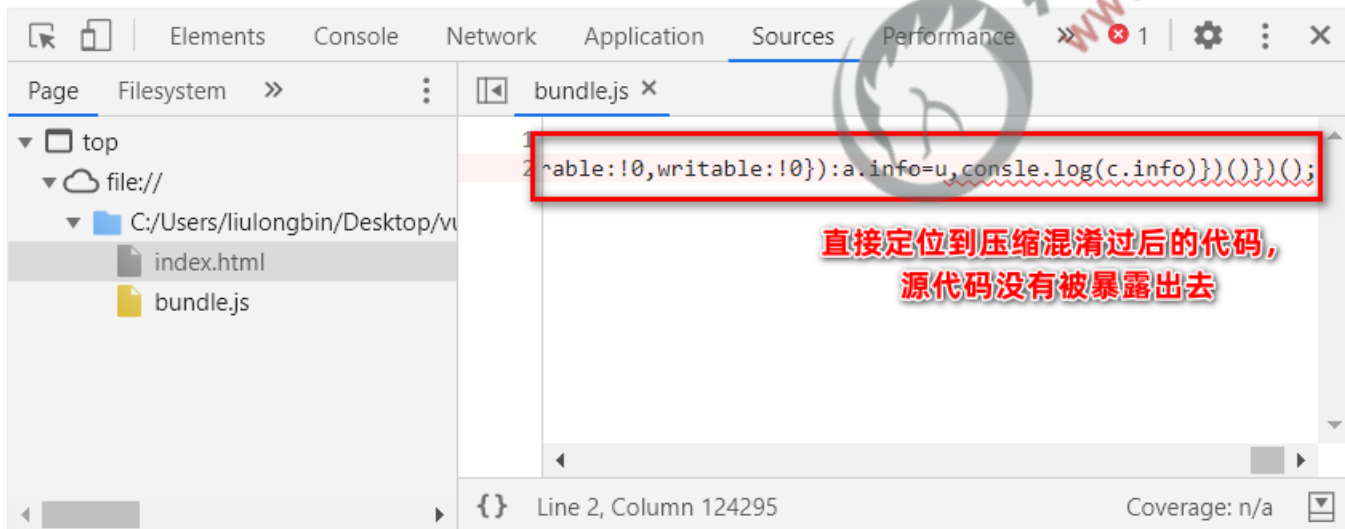 Elements Console Network Application Sources Performance 1
Page Filesystem bundle.js
top
1
file://
2 rable:!0,writable:!0}):a.info=u,consle.log(c.info)})()})();
C:/Users/liulongbin/Desktop/vu
直接定位到压缩混淆过后的代码，
index.html
源代码没有被暴露出去
bundle.js
{} Line 2, Column 124295 Coverage: n/a